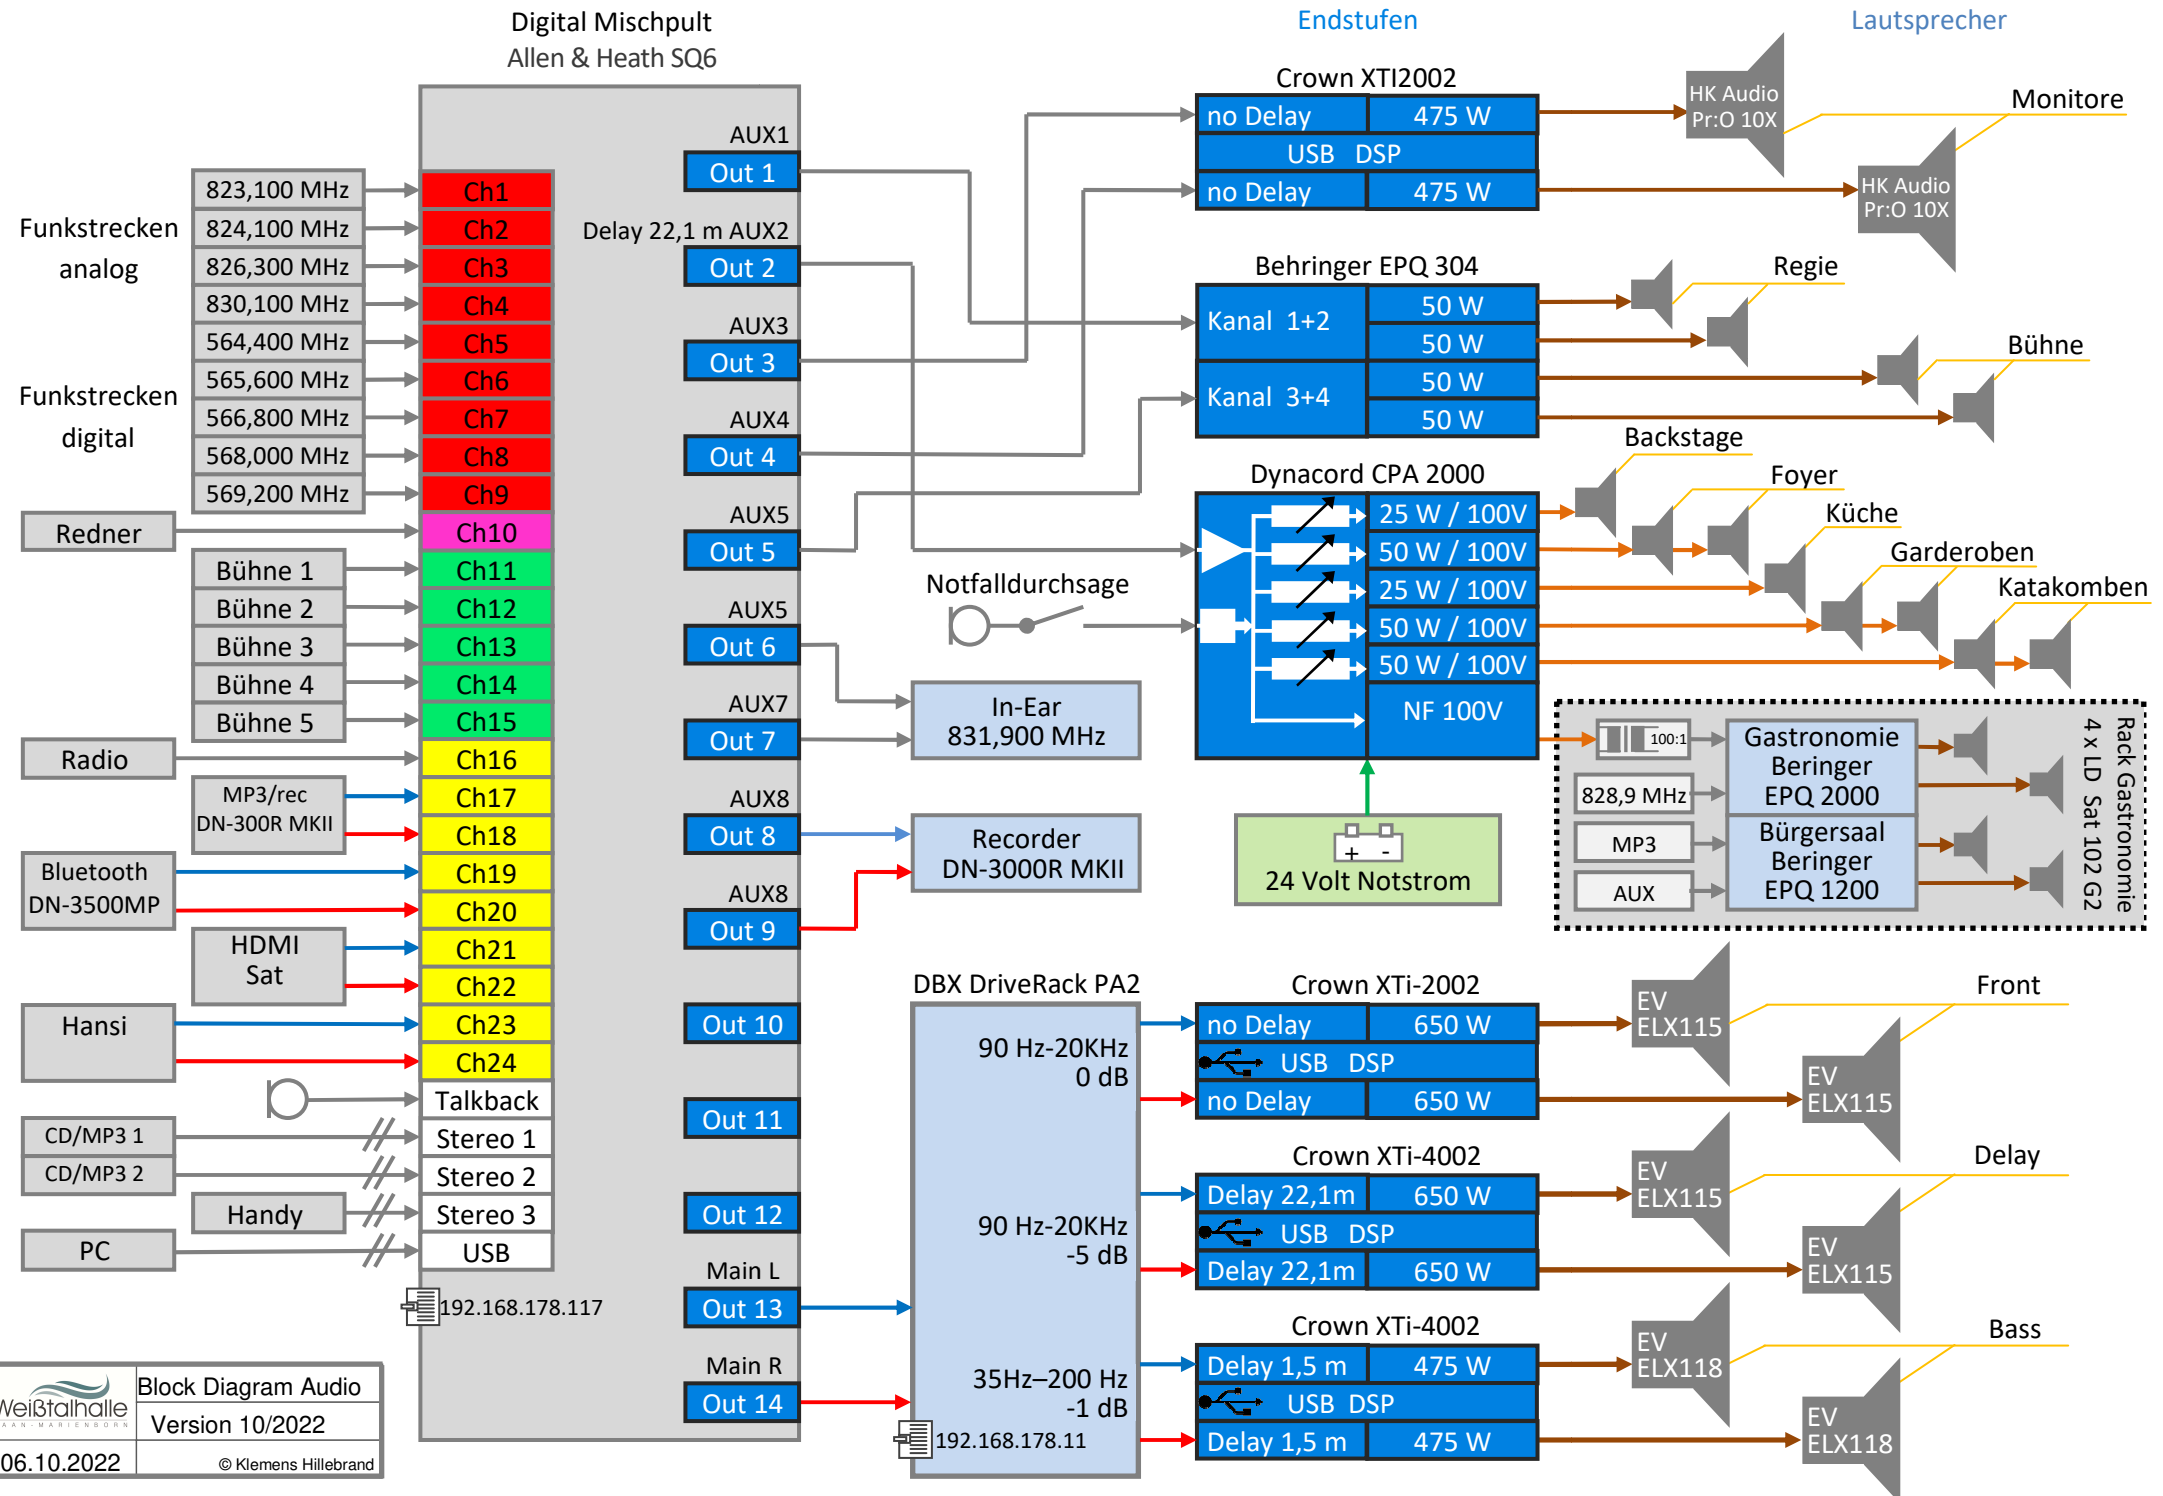 Digital Mischpult
Allen & Heath SQ6
Endstufen
Lautsprecher
Funkstrecken
analog
Funkstrecken
digital
823,100 MHz
824,100 MHz
826,300 MHz
830,100 MHz
564,400 MHz
565,600 MHz
566,800 MHz
568,000 MHz
569,200 MHz
Redner
Bühne 1
Bühne 2
Bühne 3
Bühne 4
Bühne 5
Radio
MP3/rec
DN-300R MKII
Bluetooth
DN-3500MP
HDMI
Sat
Hansi
CD/MP3 1
CD/MP3 2
Handy
PC
Ch1
Ch2
Ch3
Ch4
Ch5
Ch6
Ch7
Ch8
Ch9
Ch10
Ch11
Ch12
Ch13
Ch14
Ch15
Ch16
Ch17
Ch18
Ch19
Ch20
Ch21
Ch22
Ch23
Ch24
Talkback
Stereo 1
Stereo 2
Stereo 3
USB
192.168.178.117
AUX1
Out 1
Delay 22,1 m AUX2
Out 2
AUX3
Out 3
AUX4
Out 4
AUX5
Out 5
AUX5
Out 6
AUX7
Out 7
AUX8
Out 8
AUX8
Out 9
Out 10
Out 11
Out 12
Main L
Out 13
Main R
Out 14
Notfalldurchsage
In-Ear
831,900 MHz
Recorder
DN-3000R MKII
DBX DriveRack PA2
90 Hz-20KHz
0 dB
90 Hz-20KHz
-5 dB
35Hz–200 Hz
-1 dB
192.168.178.11
Crown XTI2002
no Delay
475 W
USB DSP
no Delay
475 W
HK Audio
Pr:O 10X
HK Audio
Pr:O 10X
Monitore
Behringer EPQ 304
Kanal 1+2
50 W
50 W
Kanal 3+4
50 W
50 W
Regie
Bühne
Dynacord CPA 2000
25 W / 100V
50 W / 100V
25 W / 100V
50 W / 100V
50 W / 100V
NF 100V
Backstage
Foyer
Küche
Garderoben
Katakomben
+ -
24 Volt Notstrom
100:1
828,9 MHz
MP3
AUX
Gastronomie
Beringer
EPQ 2000
Bürgersaal
Beringer
EPQ 1200
Rack Gastronomie
4 x LD Sat 102 G2
Crown XTi-2002
no Delay
650 W
USB DSP
no Delay
650 W
EV
ELX115
EV
ELX115
Front
Crown XTi-4002
Delay 22,1m
650 W
USB DSP
Delay 22,1m
650 W
EV
ELX115
EV
ELX115
Delay
Crown XTi-4002
Delay 1,5 m
475 W
USB DSP
Delay 1,5 m
475 W
EV
ELX118
EV
ELX118
Bass
Weißtalhalle
Block Diagram Audio
Version 10/2022
06.10.2022
© Klemens Hillebrand